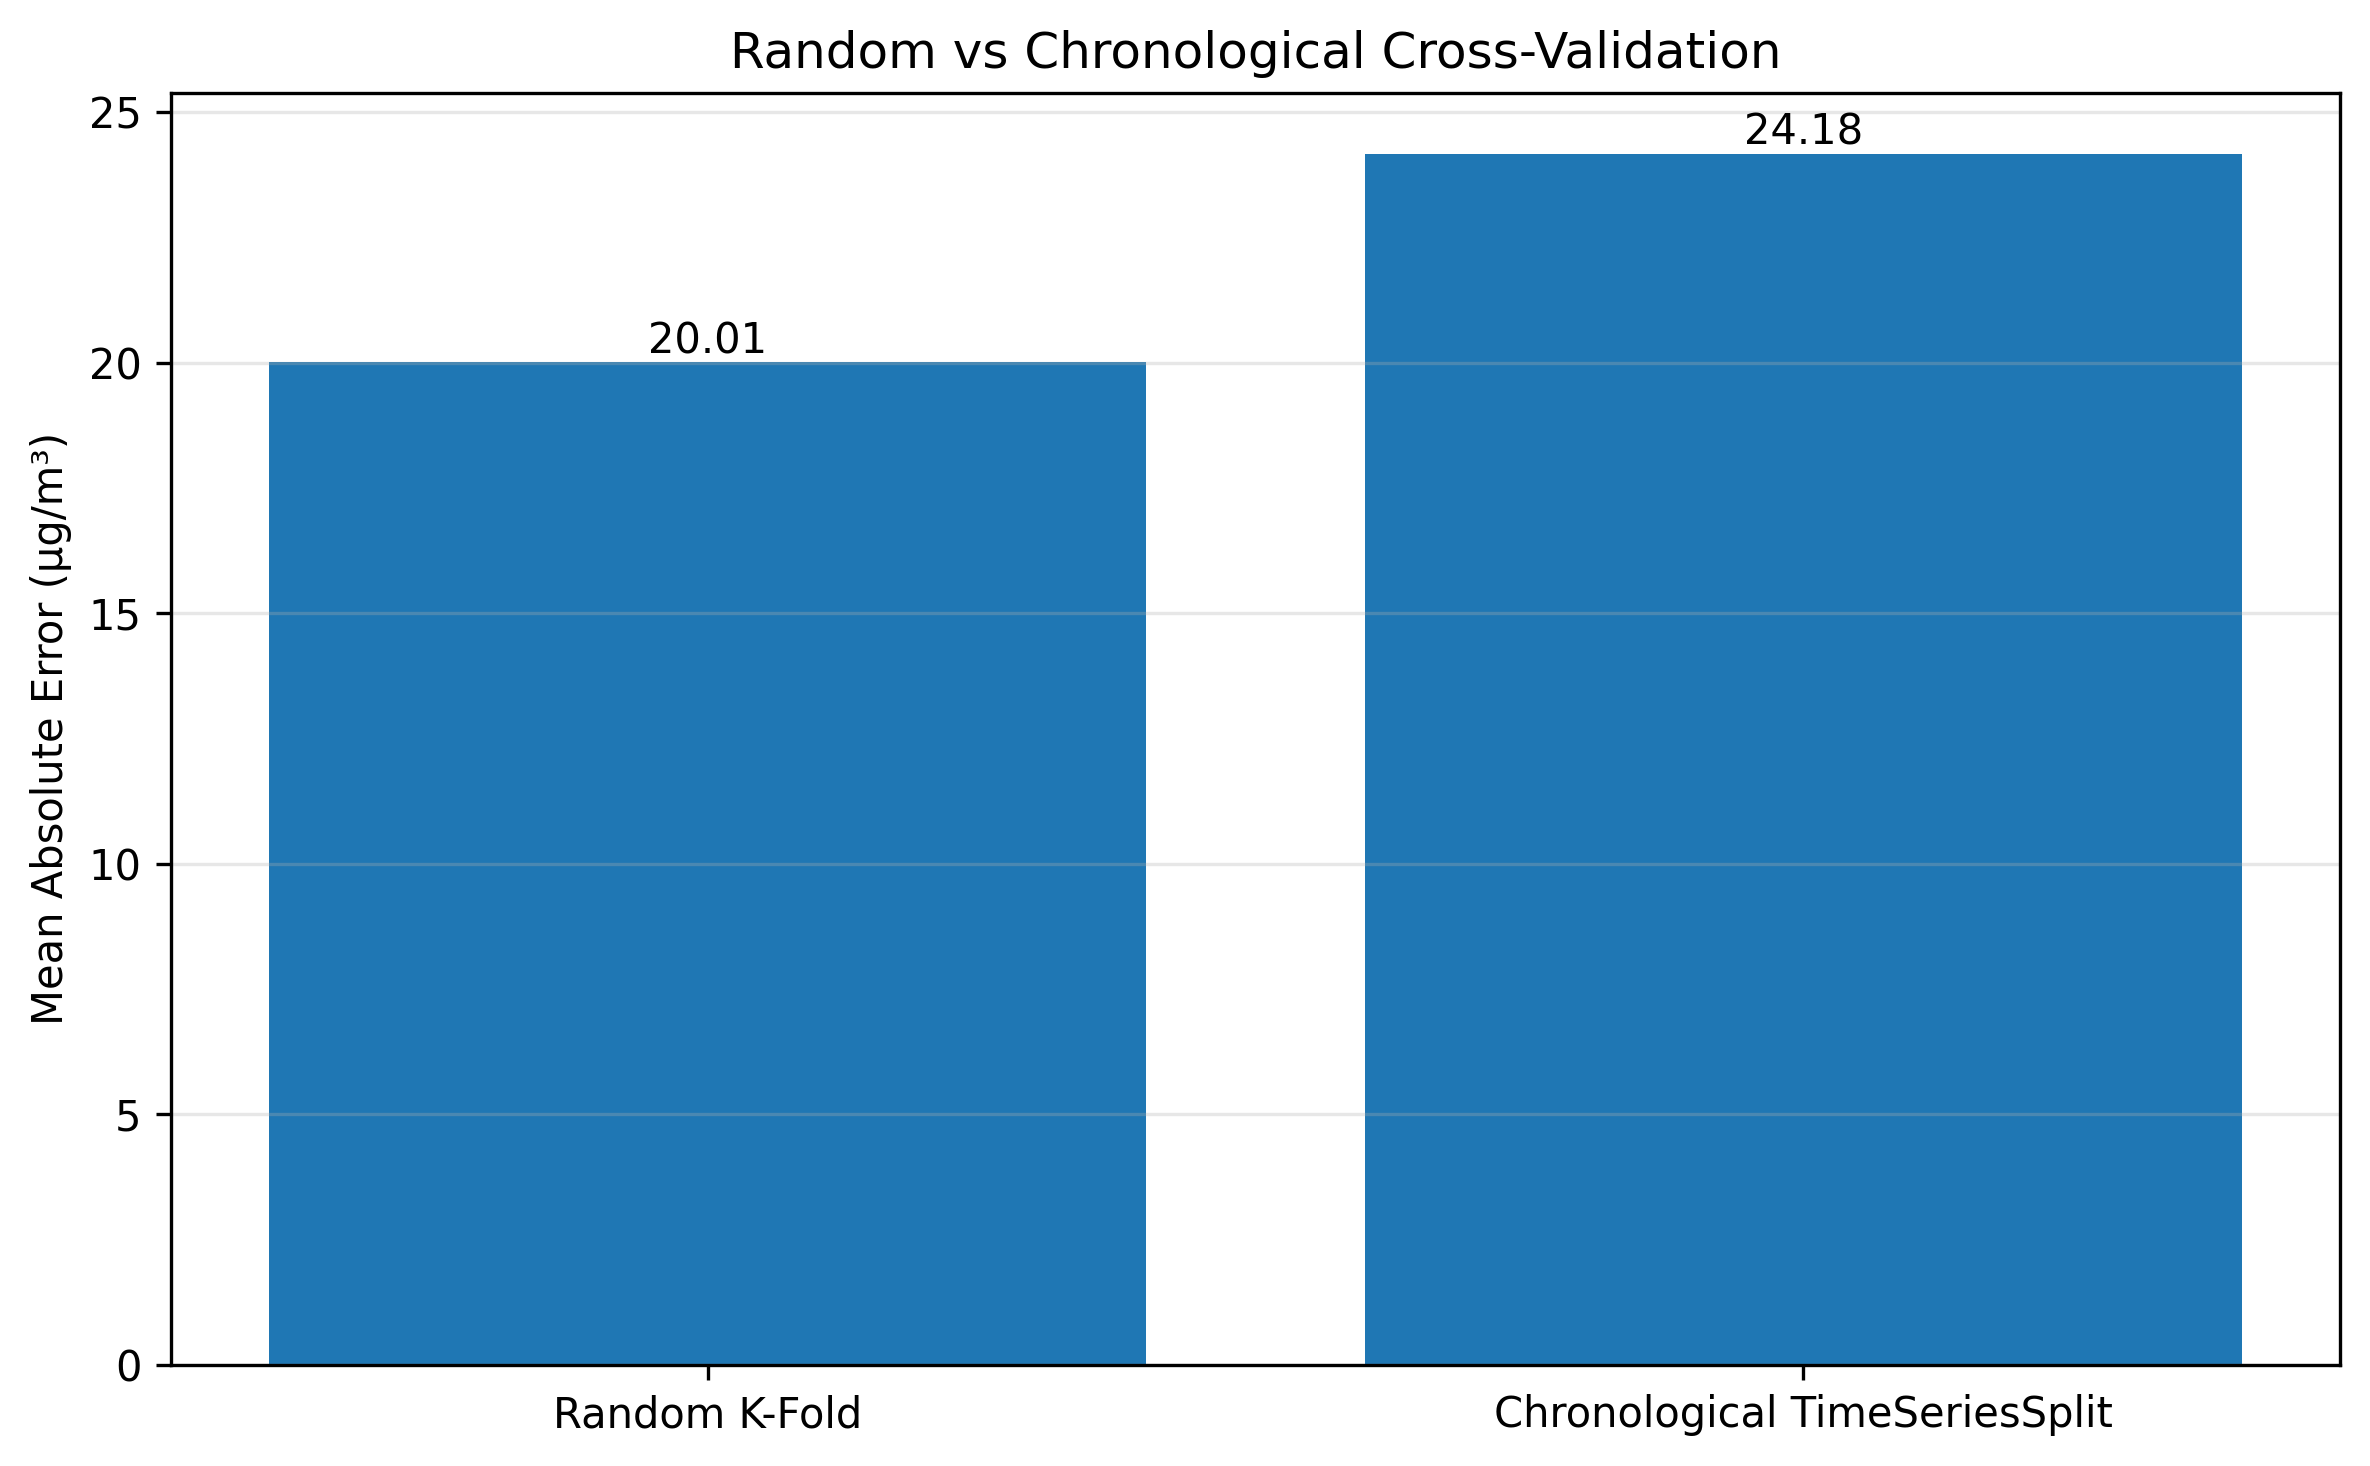 Random vs Chronological Cross-Validation
Mean Absolute Error (µg/m³)
25
20
15
10
5
0
20.01
24.18
Random K-Fold
Chronological TimeSeriesSplit